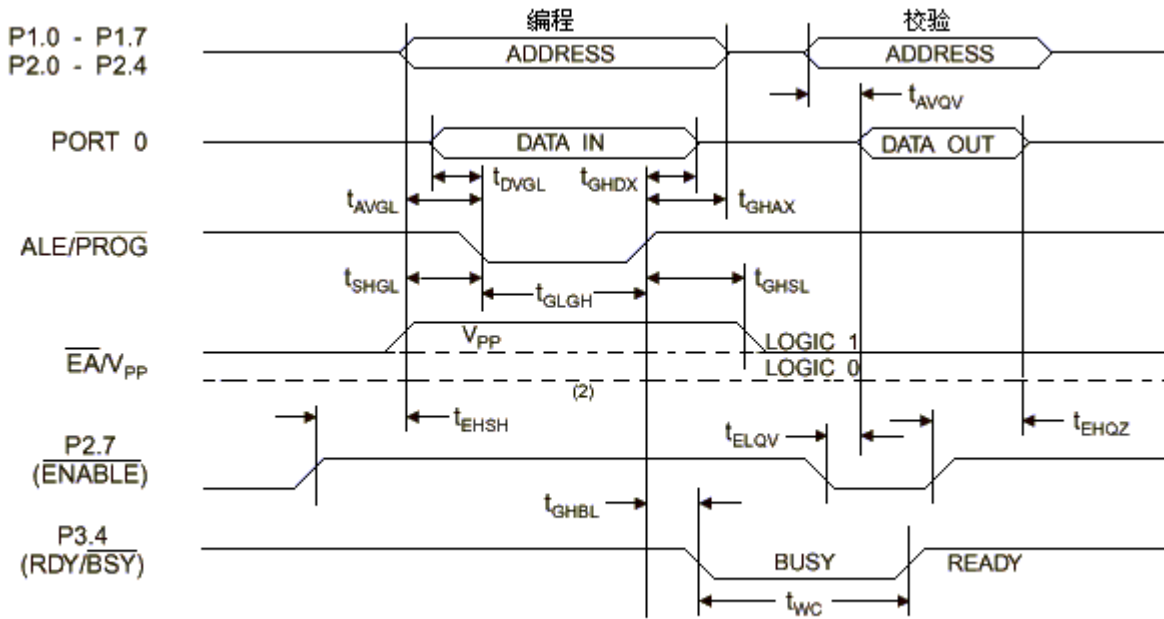 编程
校验
P1.0 - P1.7
P2.0 - P2.4
ADDRESS
ADDRESS
tAVQV
PORT 0
DATA IN
DATA OUT
tDVGL
tGHDX
tAVGL
tGHAX
ALE/PROG
tSHGL
tGLGH
tGHSL
VPP
LOGIC 1
EA/VPP
LOGIC 0
(2)
tEHSH
tELQV
tEHQZ
P2.7
(ENABLE)
tGHBL
P3.4
(RDY/BSY)
BUSY
READY
tWC